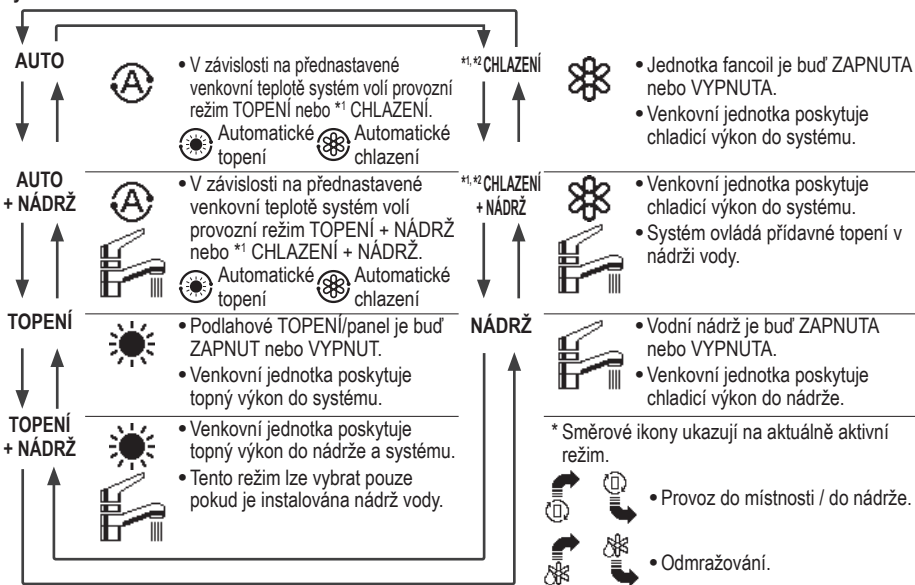 AUTO
• V závislosti na přednastavené
venkovní teplotě systém volí provozní
režim TOPENÍ nebo *1 CHLAZENÍ.
Automatické topení
Automatické chlazení
AUTO
+ NÁDRŽ
• V závislosti na přednastavené
venkovní teplotě systém volí
provozní režim TOPENÍ + NÁDRŽ
nebo *1 CHLAZENÍ + NÁDRŽ.
Automatické topení
Automatické chlazení
TOPENÍ
• Podlahové TOPENÍ/panel je buď
ZAPNUT nebo VYPNUT.
• Venkovní jednotka poskytuje
topný výkon do systému.
TOPENÍ
+ NÁDRŽ
• Venkovní jednotka poskytuje
topný výkon do nádrže a systému.
• Tento režim lze vybrat pouze
pokud je instalována nádrž vody.
*1, *2 CHLAZENÍ
• Jednotka fancoil je buď ZAPNUTA
nebo VYPNUTA.
• Venkovní jednotka poskytuje
chladicí výkon do systému.
*1, *2 CHLAZENÍ
+ NÁDRŽ
• Venkovní jednotka poskytuje
chladicí výkon do systému.
• Systém ovládá přídavné topení v
nádrži vody.
NÁDRŽ
• Vodní nádrž je buď ZAPNUTA
nebo VYPNUTA.
• Venkovní jednotka poskytuje
chladicí výkon do nádrže.
* Směrové ikony ukazují na aktuálně aktivní
režim.
• Provoz do místnosti / do nádrže.
• Odmražování.